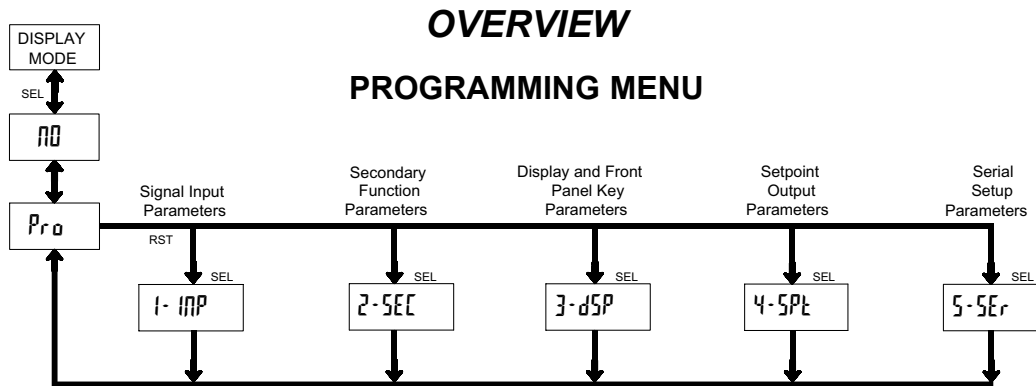 OVERVIEW
PROGRAMMING MENU
DISPLAY
MODE
SEL
NO
Pro
RST
Signal Input
Parameters
Secondary
Function
Parameters
Display and Front
Panel Key
Parameters
Setpoint
Output
Parameters
Serial
Setup
Parameters
SEL
SEL
SEL
SEL
SEL
1-INP
2-SEC
3-dSP
4-SPt
5-SEr